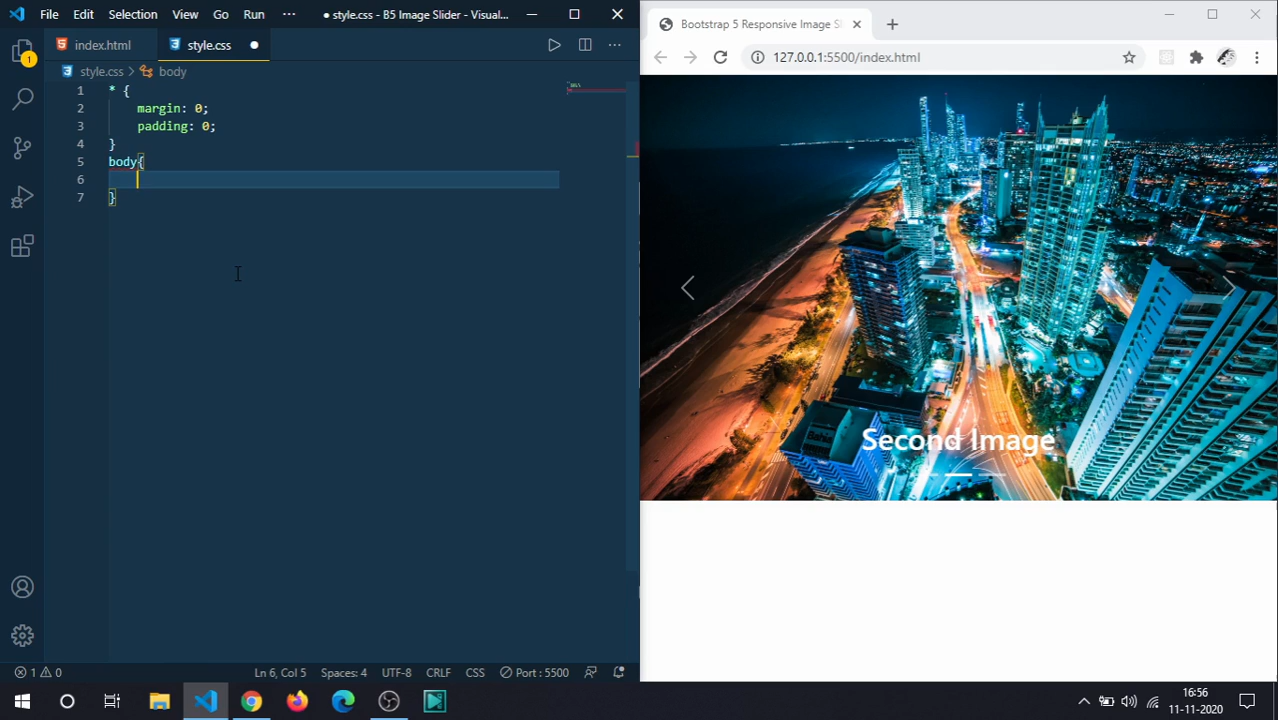 File Edit Selection View Go Run ··· ● style.css - B5 Image Slider - Visual...
index.html style.css ●
style.css > body
1 * {
2 margin: 0;
3 padding: 0;
4 }
5 body{
6
7 }
1
1 0
Ln 6, Col 5 Spaces: 4 UTF-8 CRLF CSS Port : 5500
Bootstrap 5 Responsive Image Sl
127.0.0.1:5500/index.html
Second Image
16:56
11-11-2020